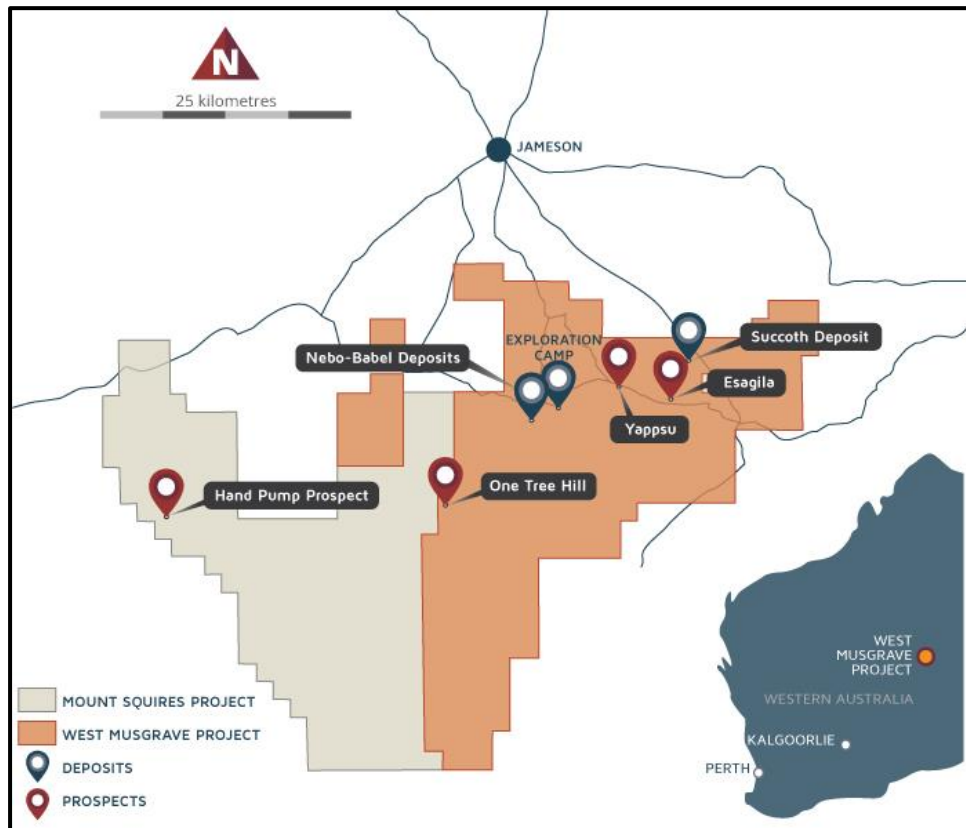 N
25 kilometres
JAMESON
EXPLORATION
CAMP
Nebo-Babel Deposits
Succoth Deposit
Esagila
Yappsu
Hand Pump Prospect
One Tree Hill
MOUNT SQUIRES PROJECT
WEST MUSGRAVE PROJECT
DEPOSITS
PROSPECTS
WEST
MUSGRAVE
PROJECT
WESTERN AUSTRALIA
KALGOORLIE
PERTH